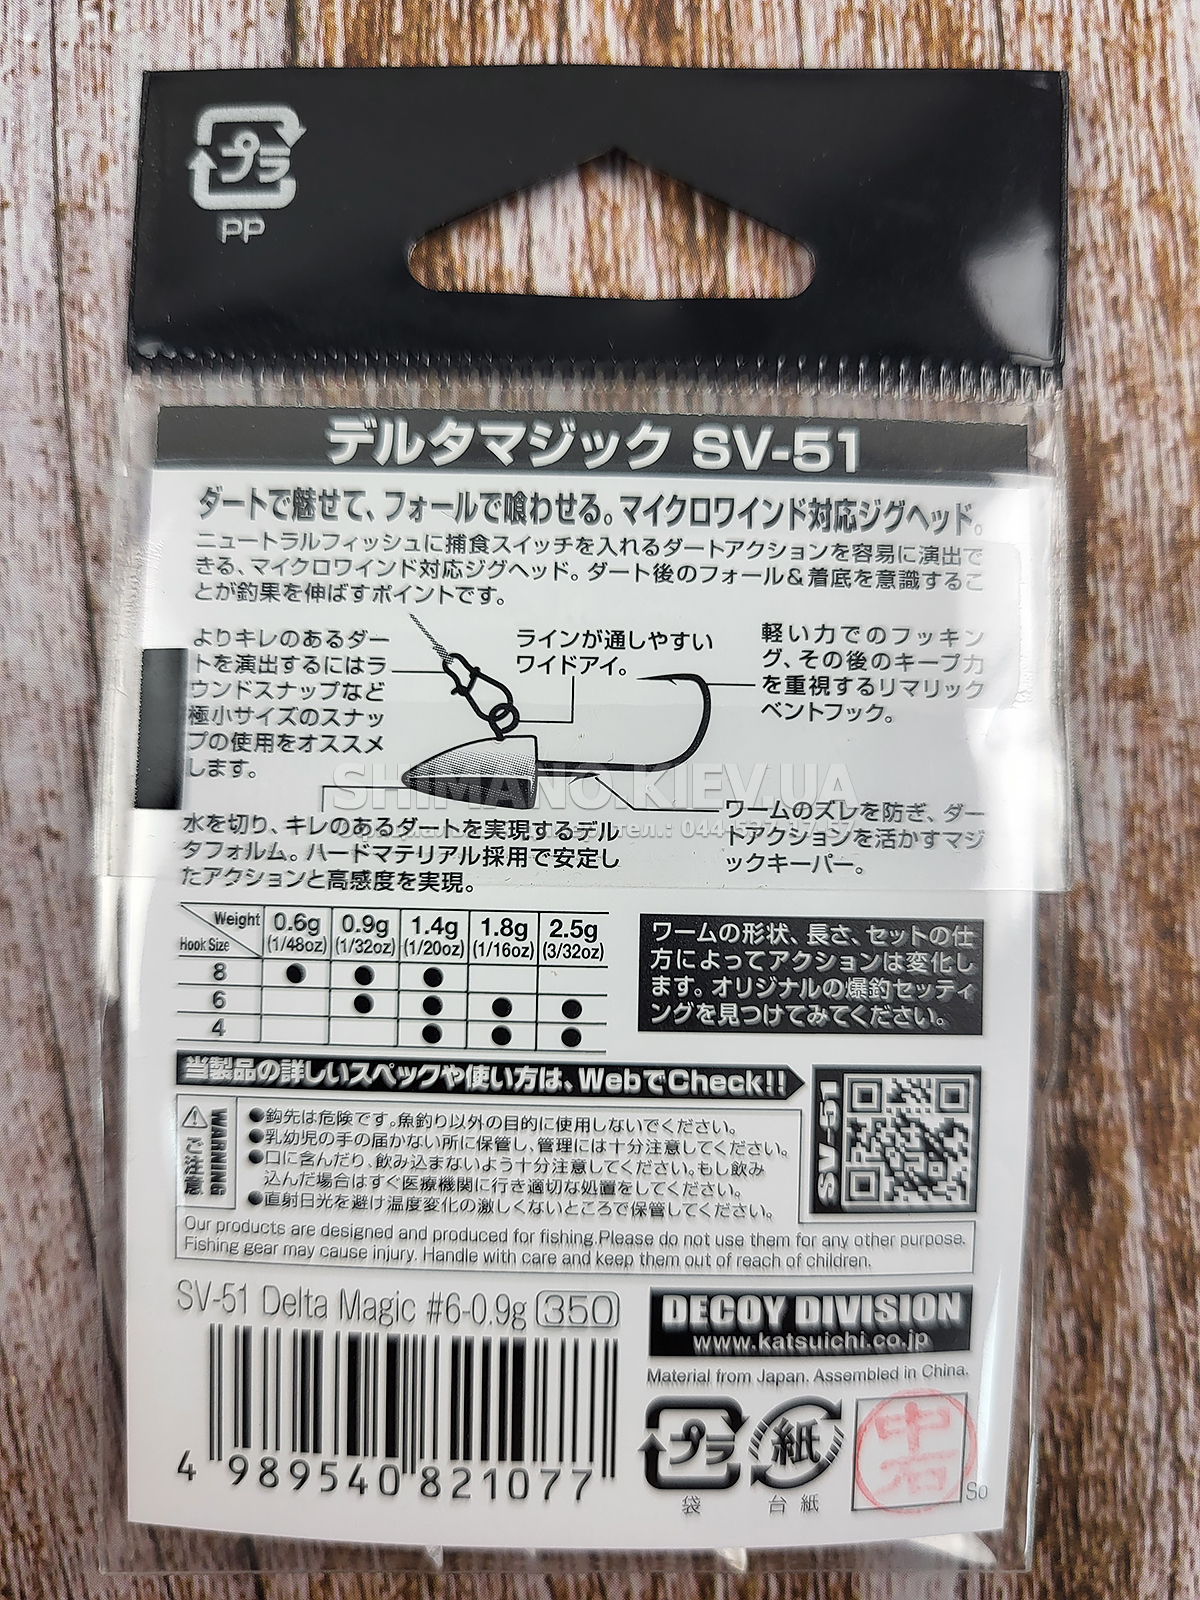 プラ
PP
デルタマジック SV-51
ダートで魅せて、フォールで喰わせる。マイクロワインド対応ジグヘッド。
ニュートラルフィッシュに捕食スイッチを入れるダートアクションを容易に演出で
きる、マイクロワインド対応ジグヘッド。ダート後のフォール&着底を意識するこ
とが釣果を伸ばすポイントです。
よりキレのあるダー
トを演出するにはラ
ウンドスナップなど
極小サイズのスナッ
プの使用をオススメ
します。
ラインが通しやすい
ワイドアイ。
軽い力でのフッキン
グ、その後のキープ力
を重視するリマリック
ベントフック。
SHIMANO.KIEV.UA
水を切り、キレのあるダートを実現するデル
タフォルム。ハードマテリアル採用で安定し
たアクションと高感度を実現。
ワームのズレを防ぎ、ダー
トアクションを活かすマジ
ックキーパー。
Weight 0.6g 0.9g 1.4g 1.8g 2.5g
Hook Size (1/48oz) (1/32oz) (1/20oz) (1/16oz) (3/32oz)
8 ● ● ●
6 ● ● ● ●
4 ● ● ●
ワームの形状、長さ、セットの仕
方によってアクションは変化し
ます。オリジナルの爆釣セッティ
ングを見つけてみてください。
当製品の詳しいスペックや使い方は、WebでCheck!!
SV-51
WARNING
ご注意
●鈎先は危険です。魚釣り以外の目的に使用しないでください。
●乳幼児の手の届かない所に保管し、管理には十分注意してください。
●口に含んだり、飲み込まないよう十分注意してください。もし飲み
込んだ場合はすぐ医療機関に行き適切な処置をしてください。
●直射日光を避け温度変化の激しくないところで保管してください。
Our products are designed and produced for fishing.Please do not use them for any other purpose.
Fishing gear may cause injury. Handle with care and keep them out of reach of children.
SV-51 Delta Magic #6-0.9g 350
4 989540 821077
DECOY DIVISION
www.katsuichi.co.jp
Material from Japan. Assembled in China.
プラ
袋
紙
台紙
中石
So